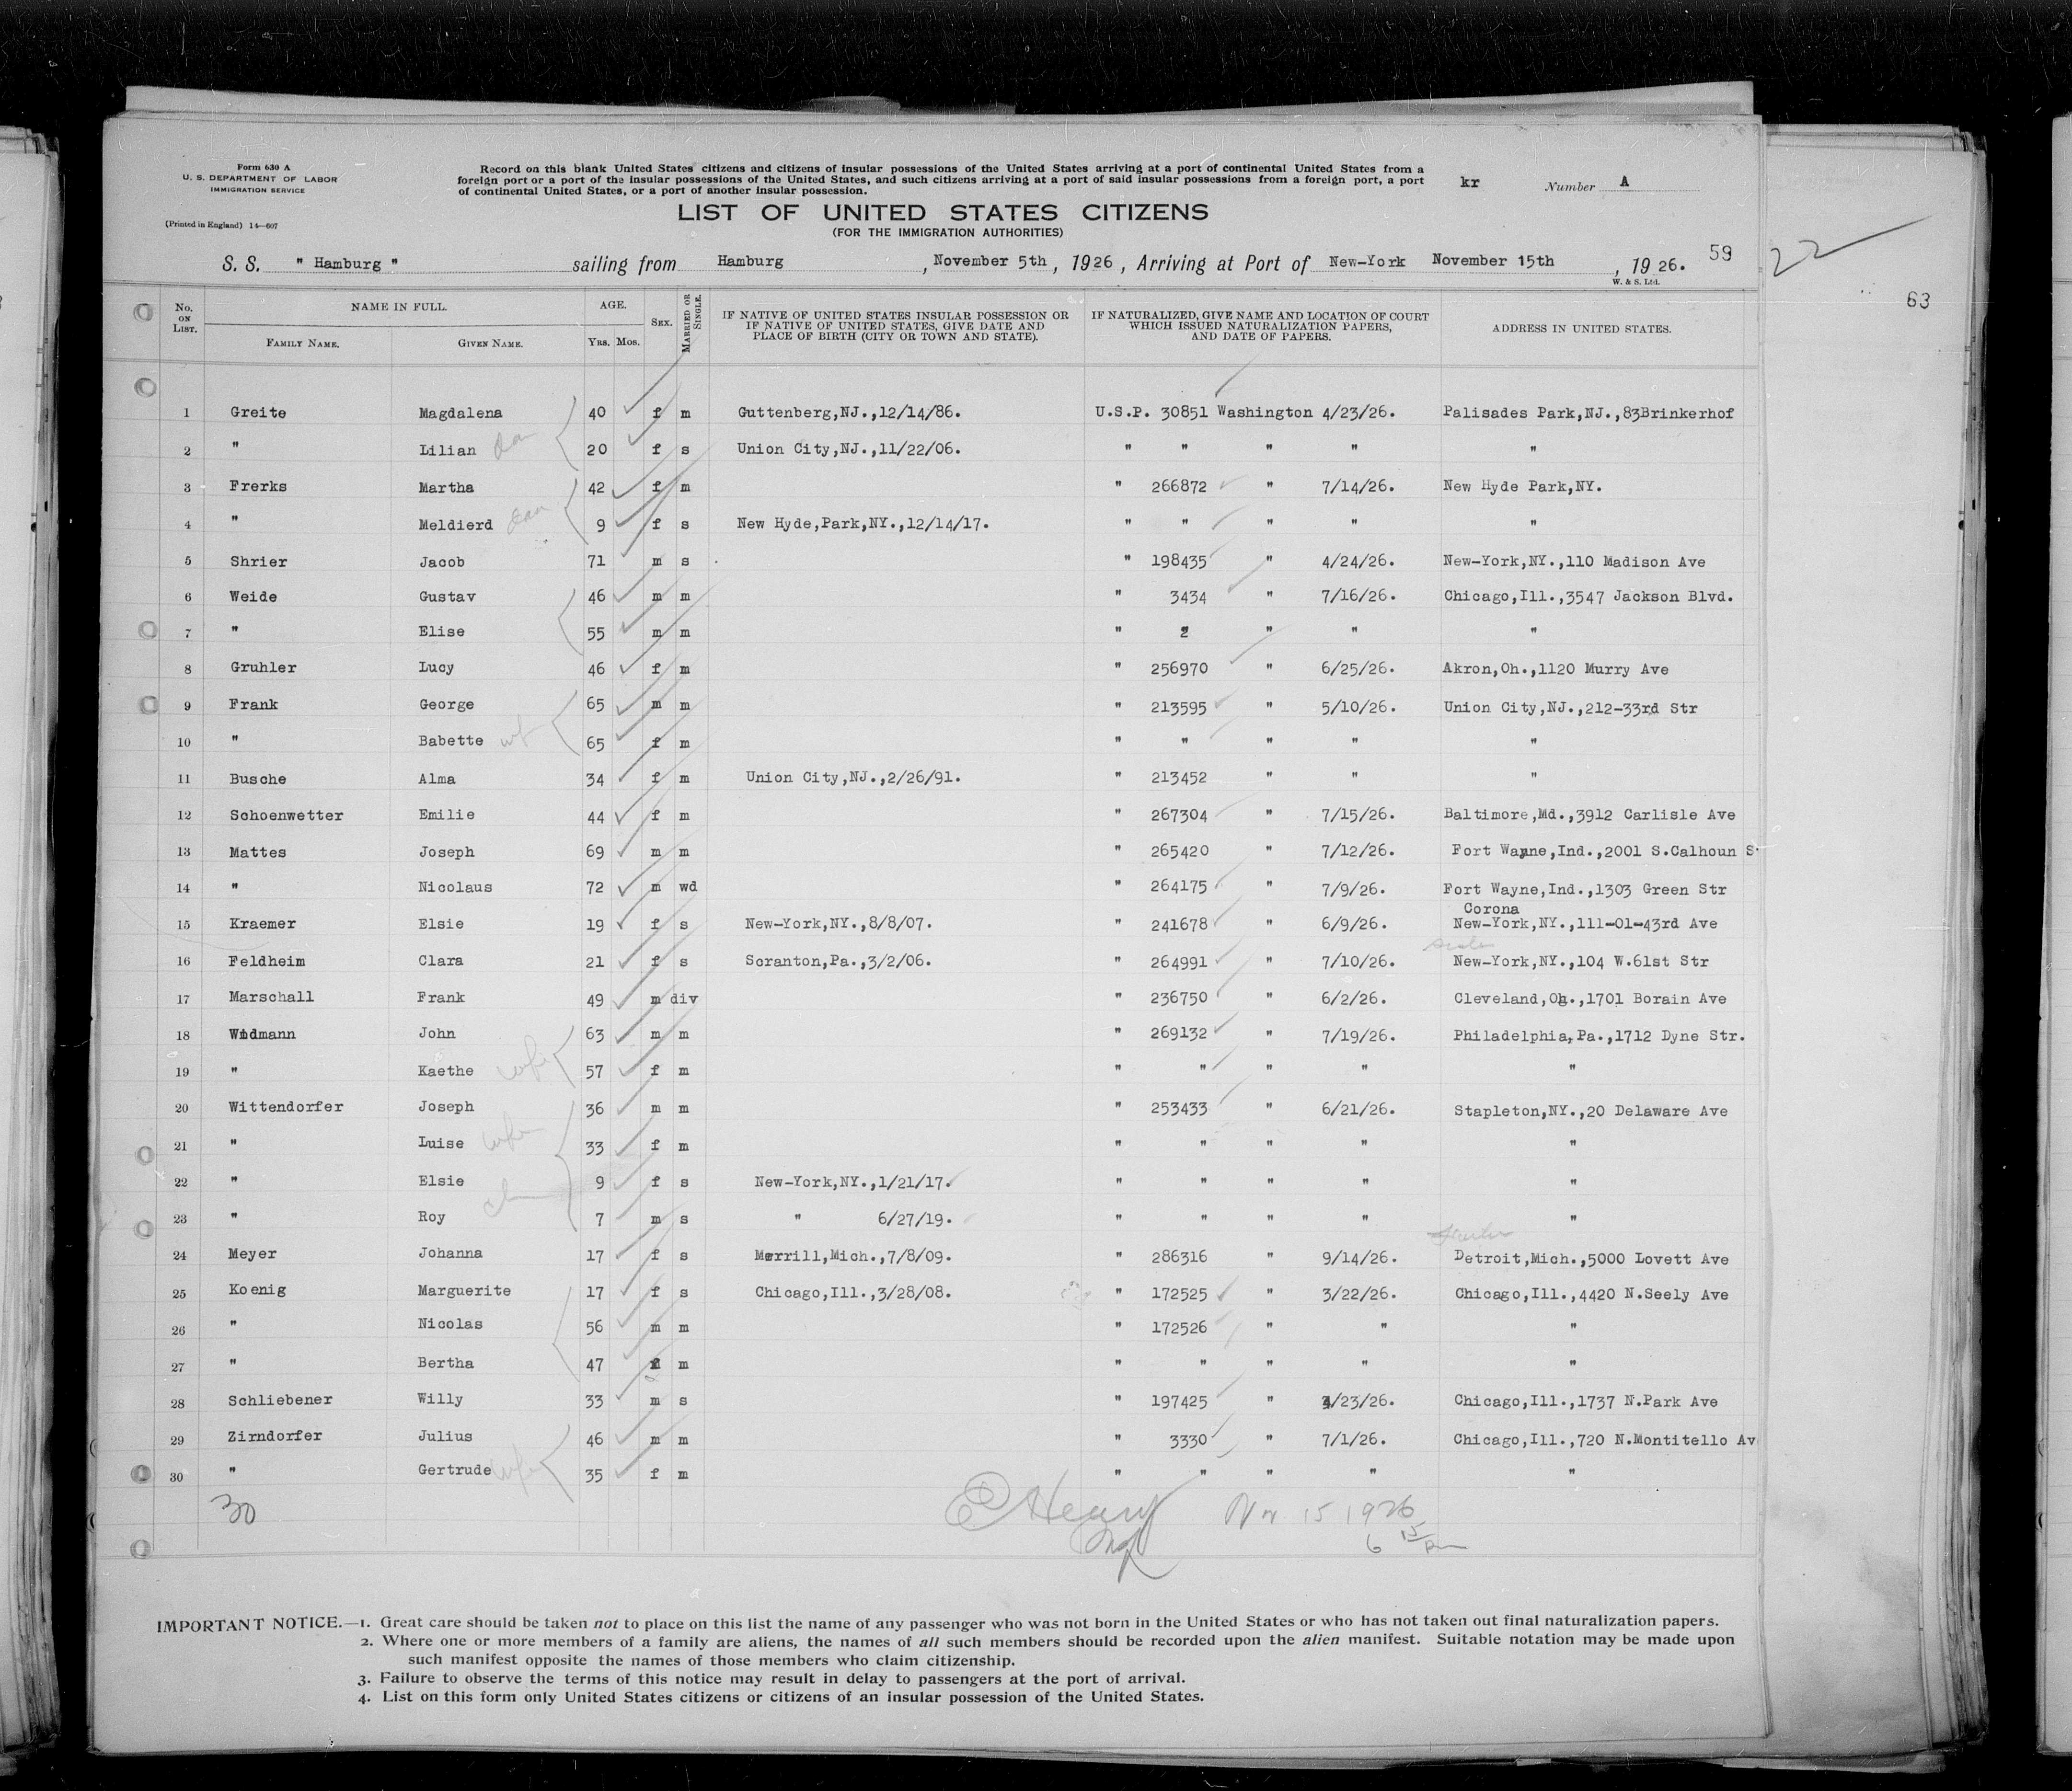 Form 630 A
U. S. DEPARTMENT OF LABOR
IMMIGRATION SERVICE
(Printed in England) 14—607
Record on this blank United States citizens and citizens of insular possessions of the United States arriving at a port of continental United States from a
foreign port or a port of the insular possessions of the United States, and such citizens arriving at a port of said insular possessions from a foreign port, a port
of continental United States, or a port of another insular possession.
kr Number A
LIST OF UNITED STATES CITIZENS
(FOR THE IMMIGRATION AUTHORITIES)
S. S. " Hamburg " sailing from Hamburg , November 5th , 1926 , Arriving at Port of New-York November 15th , 19 26. 59
W. & S. Ltd.
22
63
No. ON LIST. NAME IN FULL. FAMILY NAME. GIVEN NAME. AGE. YRS. MOS. SEX. MARRIED OR SINGLE. IF NATIVE OF UNITED STATES INSULAR POSSESSION OR IF NATIVE OF UNITED STATES, GIVE DATE AND PLACE OF BIRTH (CITY OR TOWN AND STATE). IF NATURALIZED, GIVE NAME AND LOCATION OF COURT WHICH ISSUED NATURALIZATION PAPERS, AND DATE OF PAPERS. ADDRESS IN UNITED STATES.
1 Greite Magdalena 40 f m Guttenberg,NJ.,12/14/86. U.S.P. 30851 Washington 4/23/26. Palisades Park,NJ.,83Brinkerhof
2 " Lilian 20 f s Union City,NJ.,11/22/06. " " " " "
3 Frerks Martha 42 f m " 266872 " 7/14/26. New Hyde Park,NY.
4 " Meldierd 9 f s New Hyde,Park,NY.,12/14/17. " " " " "
5 Shrier Jacob 71 m s " 198435 " 4/24/26. New-York,NY.,110 Madison Ave
6 Weide Gustav 46 m m " 3434 " 7/16/26. Chicago,Ill.,3547 Jackson Blvd.
7 " Elise 55 m m " " " "
8 Gruhler Lucy 46 f m " 256970 " 6/25/26. Akron,Oh.,1120 Murry Ave
9 Frank George 65 m m " 213595 " 5/10/26. Union City,NJ.,212-33rd Str
10 " Babette wf 65 f m " " " " "
11 Busche Alma 34 f m Union City,NJ.,2/26/91. " 213452 " " "
12 Schoenwetter Emilie 44 f m " 267304 " 7/15/26. Baltimore,Md.,3912 Carlisle Ave
13 Mattes Joseph 69 m m " 265420 " 7/12/26. Fort Wayne,Ind.,2001 S.Calhoun S
14 " Nicolaus 72 m wd " 264175 " 7/9/26. Fort Wayne,Ind.,1303 Green Str
Corona
15 Kraemer Elsie 19 f s New-York,NY.,8/8/07. " 241678 " 6/9/26. New-York,NY.,111-01-43rd Ave
16 Feldheim Clara 21 f s Scranton,Pa.,3/2/06. " 264991 " 7/10/26. New-York,NY.,104 W.61st Str
17 Marschall Frank 49 m div " 236750 " 6/2/26. Cleveland,Oh.,1701 Borain Ave
18 Widmann John 63 m m " 269132 " 7/19/26. Philadelphia,Pa.,1712 Dyne Str.
19 " Kaethe wife 57 f m " " " " "
20 Wittendorfer Joseph 36 m m " 253433 " 6/21/26. Stapleton,NY.,20 Delaware Ave
21 " Luise wife 33 f m " " " " "
22 " Elsie 9 f s New-York,NY.,1/21/17. " " " " "
23 " Roy 7 m s " 6/27/19. " " " " "
24 Meyer Johanna 17 f s Merrill,Mich.,7/8/09. " 286316 " 9/14/26. Detroit,Mich.,5000 Lovett Ave
25 Koenig Marguerite 17 f s Chicago,Ill.,3/28/08. " 172525 " 3/22/26. Chicago,Ill.,4420 N.Seely Ave
26 " Nicolas 56 m m " 172526 " " "
27 " Bertha 47 f m " " " " "
28 Schliebener Willy 33 m s " 197425 " 4/23/26. Chicago,Ill.,1737 N.Park Ave
29 Zirndorfer Julius 46 m m " 3330 " 7/1/26. Chicago,Ill.,720 N.Montitello Av
30 " Gertrude wife 35 f m " " " " "
30 Nov 15 1926
6 15 pm
IMPORTANT NOTICE.—1. Great care should be taken not to place on this list the name of any passenger who was not born in the United States or who has not taken out final naturalization papers.
2. Where one or more members of a family are aliens, the names of all such members should be recorded upon the alien manifest. Suitable notation may be made upon
such manifest opposite the names of those members who claim citizenship.
3. Failure to observe the terms of this notice may result in delay to passengers at the port of arrival.
4. List on this form only United States citizens or citizens of an insular possession of the United States.